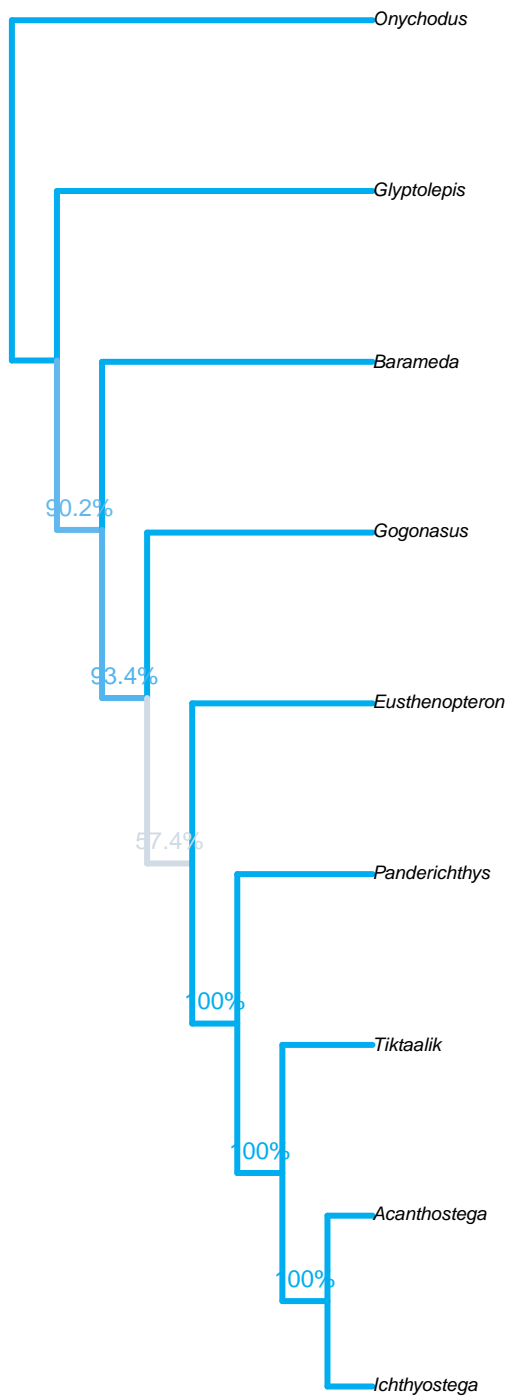 Onychodus
Glyptolepis
Barameda
90.2%
Gogonasus
93.4%
Eusthenopteron
57.4%
Panderichthys
100%
Tiktaalik
100%
Acanthostega
100%
Ichthyostega